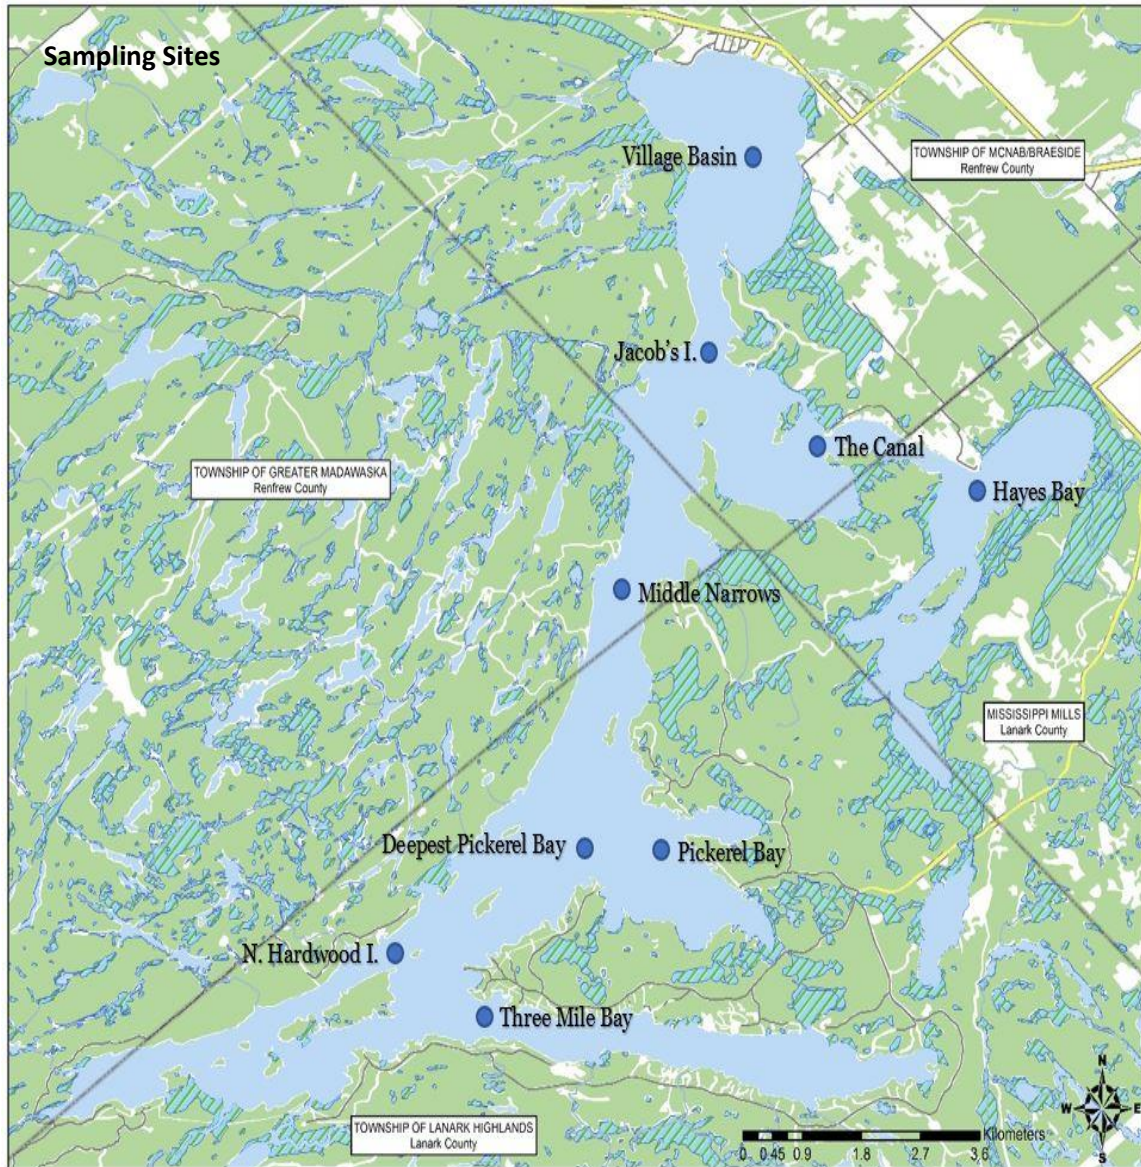 Sampling Sites
Village Basin
TOWNSHIP OF MCNAB/BRAESIDE
Renfrew County
Jacob's I.
The Canal
TOWNSHIP OF GREATER MADAWASKA
Renfrew County
Hayes Bay
Middle Narrows
MISSISSIPPI MILLS
Lanark County
Deepest Pickerel Bay
Pickerel Bay
N. Hardwood I.
Three Mile Bay
TOWNSHIP OF LANARK HIGHLANDS
Lanark County
N
W E
S
Kilometers
0 0.45 0.9 1.8 2.7 3.6